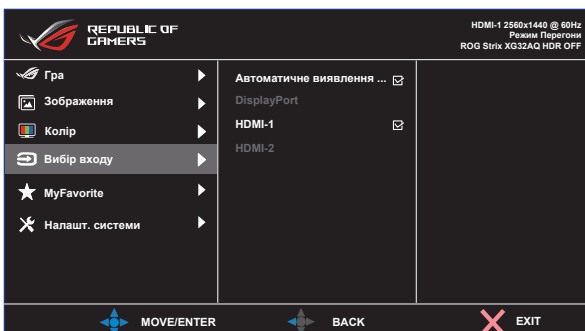 REPUBLIC OF
GAMERS
HDMI-1 2560x1440 @ 60Hz
Режим Перегони
ROG Strix XG32AQ HDR OFF
Гра
Зображення
Колір
Вибір входу
MyFavorite
Налашт. системи
Автоматичне виявлення ...
DisplayPort
HDMI-1
HDMI-2
MOVE/ENTER
BACK
EXIT